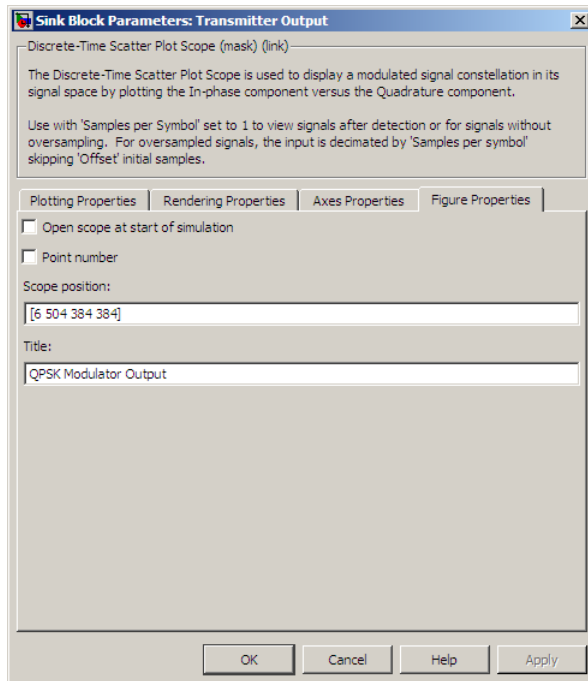 Sink Block Parameters: Transmitter Output
Discrete-Time Scatter Plot Scope (mask) (link)
The Discrete-Time Scatter Plot Scope is used to display a modulated signal constellation in its
signal space by plotting the In-phase component versus the Quadrature component.
Use with 'Samples per Symbol' set to 1 to view signals after detection or for signals without
oversampling. For oversampled signals, the input is decimated by 'Samples per symbol'
skipping 'Offset' initial samples.
Plotting Properties Rendering Properties Axes Properties Figure Properties
Open scope at start of simulation
Point number
Scope position:
[6 504 384 384]
Title:
QPSK Modulator Output
OK Cancel Help Apply